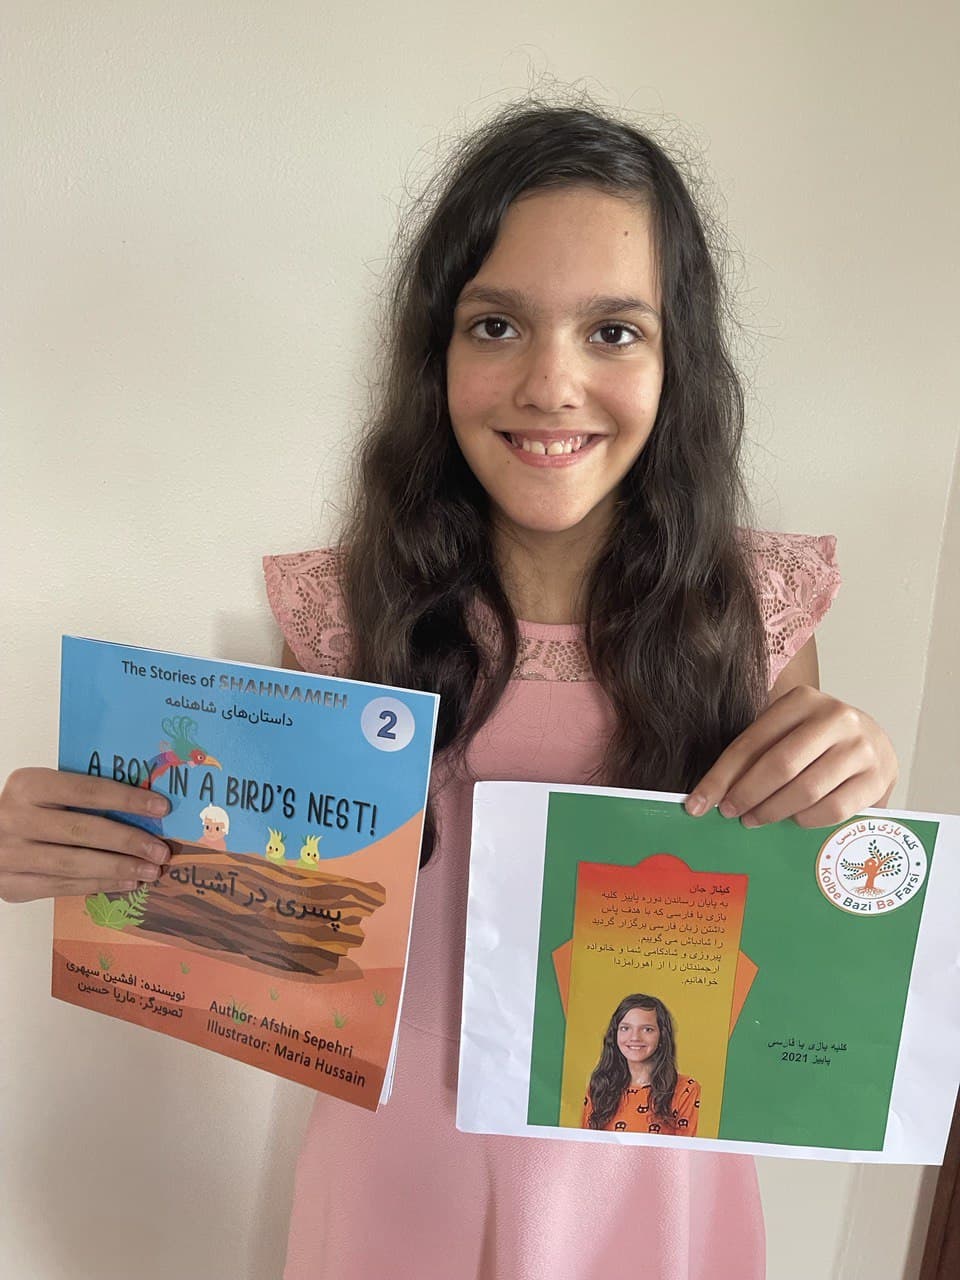 The Stories of SHAHNAMEH
داستان‌های شاهنامه
2
A BOY IN A BIRD'S NEST!
پسری در آشیانه
نویسنده: افشین سپهری
تصویرگر: ماریا حسین
Author: Afshin Sepehri
Illustrator: Maria Hussain
کلبه بازی با فارسی
Kolbe Bazi Ba Farsi
کیناز جان
به پایان رساندن دوره پاییز کلبه
بازی با فارسی که با هدف پاس
داشتن زبان فارسی برگزار گردید
را شادباش می گوییم.
پیروزی و شادکامی شما و خانواده
ارجمندتان را از اهورامزدا
خواهانیم.
کلبه بازی با فارسی
پاییز 2021